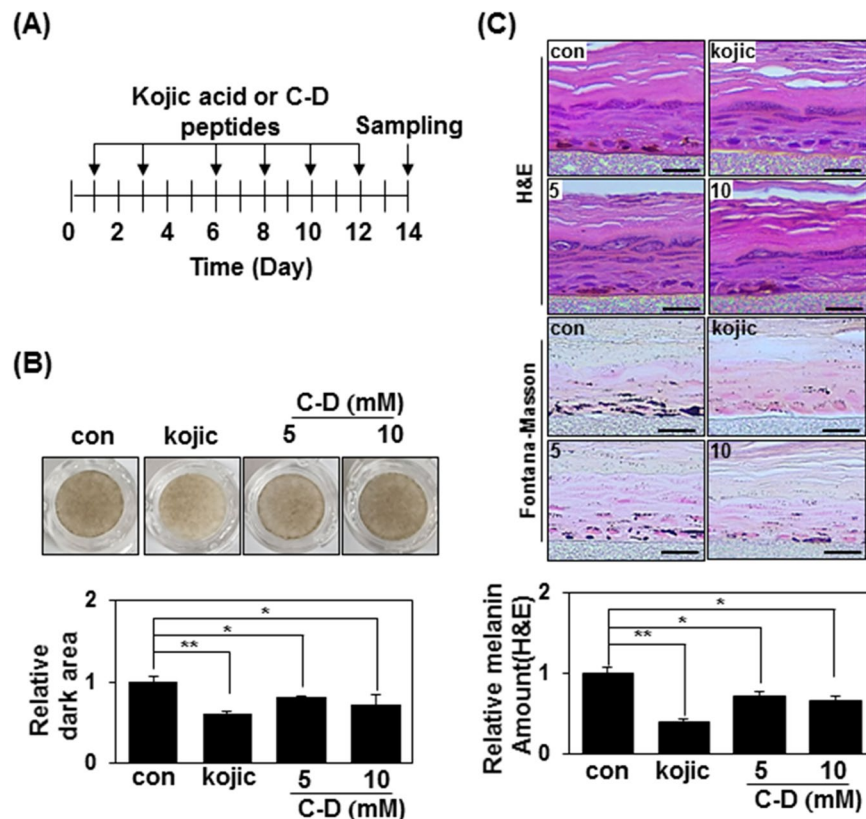 (A)
Kojic acid or C-D
peptides
Sampling
0 2 4 6 8 10 12 14
Time (Day)
(B)
C-D (mM)
con kojic 5 10
2
1
0
Relative
dark area
**
*
*
con kojic 5 10
C-D (mM)
(C)
H&E
con kojic
5 10
Fontana-Masson
con kojic
5 10
2
1
0
Relative melanin
Amount(H&E)
**
*
*
con kojic 5 10
C-D (mM)